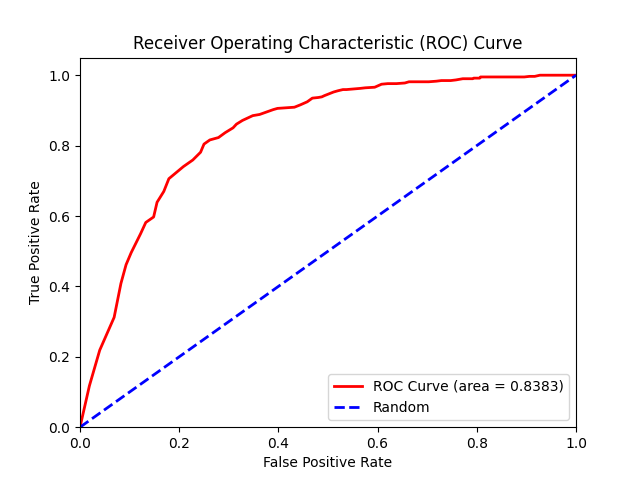 Receiver Operating Characteristic (ROC) Curve
1.0
0.8
0.6
0.4
0.2
0.0
True Positive Rate
ROC Curve (area = 0.8383)
Random
0.0 0.2 0.4 0.6 0.8 1.0
False Positive Rate